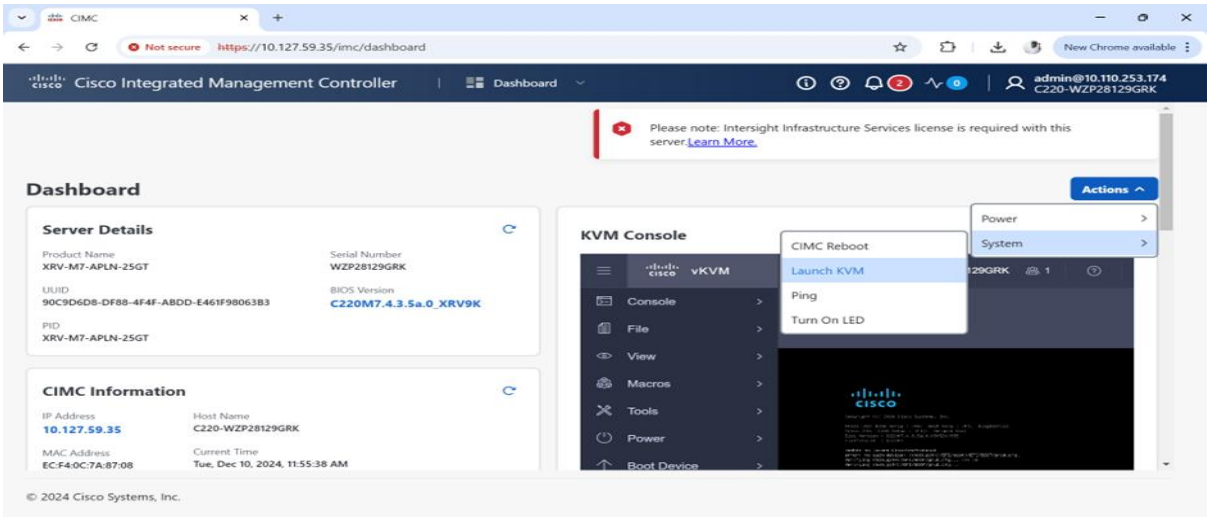 CIMC
Not secure https://10.127.59.35/imc/dashboard
New Chrome available
cisco Cisco Integrated Management Controller | Dashboard
2
0
admin@10.110.253.174
C220-WZP28129GRK
Please note: Intersight Infrastructure Services license is required with this
server.Learn More.
Dashboard
Actions
Power
System
CIMC Reboot
Launch KVM
Ping
Turn On LED
Server Details
Product Name
XRV-M7-APLN-25GT
Serial Number
WZP28129GRK
UUID
90C9D6D8-DF88-4F4F-ABDD-E461F98063B3
BIOS Version
C220M7.4.3.5a.0_XRV9K
PID
XRV-M7-APLN-25GT
CIMC Information
IP Address
10.127.59.35
Host Name
C220-WZP28129GRK
MAC Address
EC:F4:0C:7A:87:08
Current Time
Tue, Dec 10, 2024, 11:55:38 AM
KVM Console
cisco vKVM
129GRK 1
Console
File
View
Macros
Tools
Power
Boot Device
cisco
© 2024 Cisco Systems, Inc.